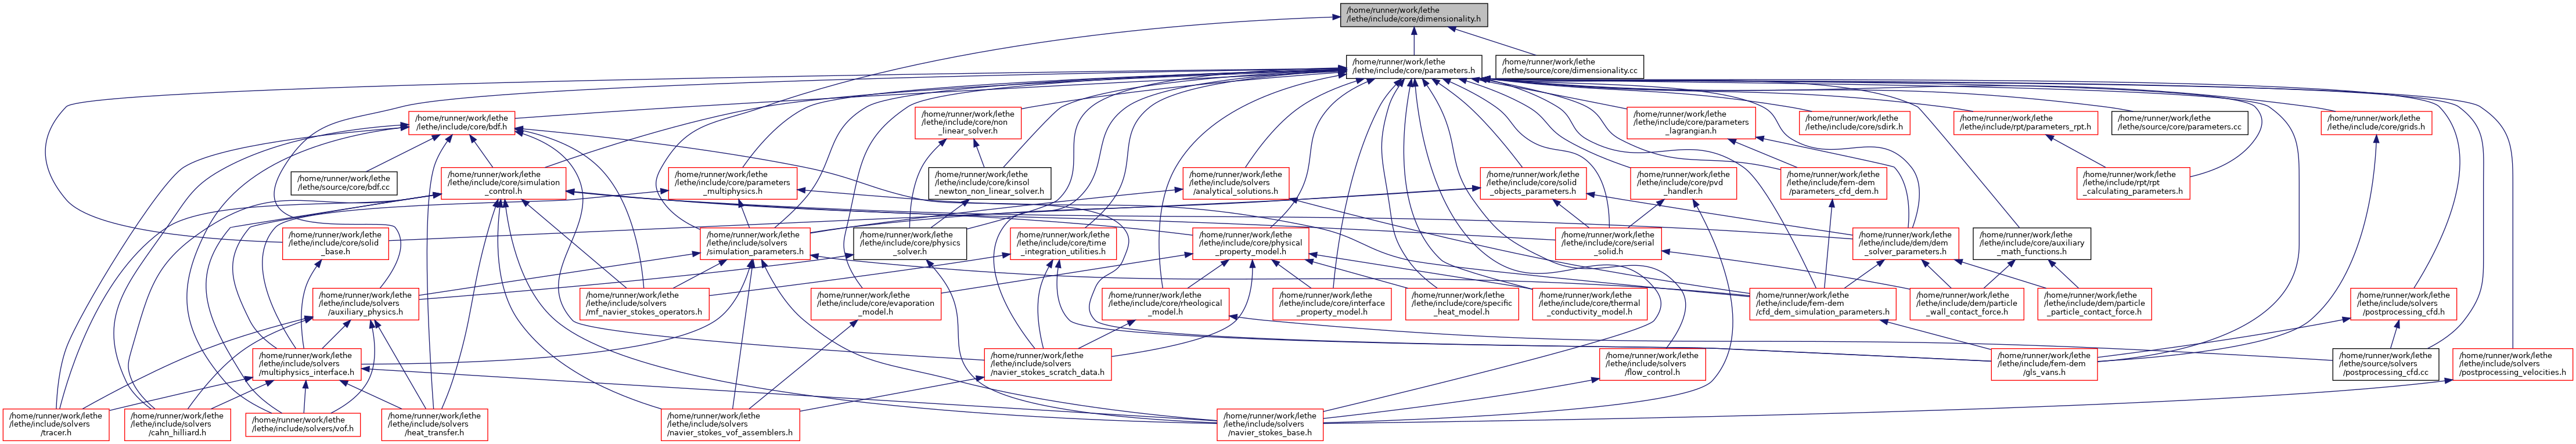 /home/runner/work/lethe
/lethe/include/core/dimensionality.h
/home/runner/work/lethe
/lethe/include/core/parameters.h
/home/runner/work/lethe
/lethe/source/core/dimensionality.cc
/home/runner/work/lethe
/lethe/include/core/bdf.h
/home/runner/work/lethe
/lethe/include/core/non
_linear_solver.h
/home/runner/work/lethe
/lethe/include/core/parameters
_lagrangian.h
/home/runner/work/lethe
/lethe/include/core/sdirk.h
/home/runner/work/lethe
/lethe/include/rpt/parameters_rpt.h
/home/runner/work/lethe
/lethe/source/core/parameters.cc
/home/runner/work/lethe
/lethe/include/core/grids.h
/home/runner/work/lethe
/lethe/source/core/bdf.cc
/home/runner/work/lethe
/lethe/include/core/simulation
_control.h
/home/runner/work/lethe
/lethe/include/core/parameters
_multiphysics.h
/home/runner/work/lethe
/lethe/include/core/kinsol
_newton_non_linear_solver.h
/home/runner/work/lethe
/lethe/include/solvers
/analytical_solutions.h
/home/runner/work/lethe
/lethe/include/core/solid
_objects_parameters.h
/home/runner/work/lethe
/lethe/include/core/pvd
_handler.h
/home/runner/work/lethe
/lethe/include/fem-dem
/parameters_cfd_dem.h
/home/runner/work/lethe
/lethe/include/rpt/rpt
_calculating_parameters.h
/home/runner/work/lethe
/lethe/include/core/solid
_base.h
/home/runner/work/lethe
/lethe/include/solvers
/simulation_parameters.h
/home/runner/work/lethe
/lethe/include/core/physics
_solver.h
/home/runner/work/lethe
/lethe/include/core/time
_integration_utilities.h
/home/runner/work/lethe
/lethe/include/core/physical
_property_model.h
/home/runner/work/lethe
/lethe/include/core/serial
_solid.h
/home/runner/work/lethe
/lethe/include/dem/dem
_solver_parameters.h
/home/runner/work/lethe
/lethe/include/core/auxiliary
_math_functions.h
/home/runner/work/lethe
/lethe/include/solvers
/auxiliary_physics.h
/home/runner/work/lethe
/lethe/include/solvers
/mf_navier_stokes_operators.h
/home/runner/work/lethe
/lethe/include/core/evaporation
_model.h
/home/runner/work/lethe
/lethe/include/core/rheological
_model.h
/home/runner/work/lethe
/lethe/include/core/interface
_property_model.h
/home/runner/work/lethe
/lethe/include/core/specific
_heat_model.h
/home/runner/work/lethe
/lethe/include/core/thermal
_conductivity_model.h
/home/runner/work/lethe
/lethe/include/fem-dem
/cfd_dem_simulation_parameters.h
/home/runner/work/lethe
/lethe/include/dem/particle
_wall_contact_force.h
/home/runner/work/lethe
/lethe/include/dem/particle
_particle_contact_force.h
/home/runner/work/lethe
/lethe/include/solvers
/postprocessing_cfd.h
/home/runner/work/lethe
/lethe/include/solvers
/multiphysics_interface.h
/home/runner/work/lethe
/lethe/include/solvers
/navier_stokes_scratch_data.h
/home/runner/work/lethe
/lethe/include/solvers
/flow_control.h
/home/runner/work/lethe
/lethe/include/fem-dem
/gls_vans.h
/home/runner/work/lethe
/lethe/source/solvers
/postprocessing_cfd.cc
/home/runner/work/lethe
/lethe/include/solvers
/postprocessing_velocities.h
/home/runner/work/lethe
/lethe/include/solvers
/tracer.h
/home/runner/work/lethe
/lethe/include/solvers
/cahn_hilliard.h
/home/runner/work/lethe
/lethe/include/solvers/vof.h
/home/runner/work/lethe
/lethe/include/solvers
/heat_transfer.h
/home/runner/work/lethe
/lethe/include/solvers
/navier_stokes_vof_assemblers.h
/home/runner/work/lethe
/lethe/include/solvers
/navier_stokes_base.h